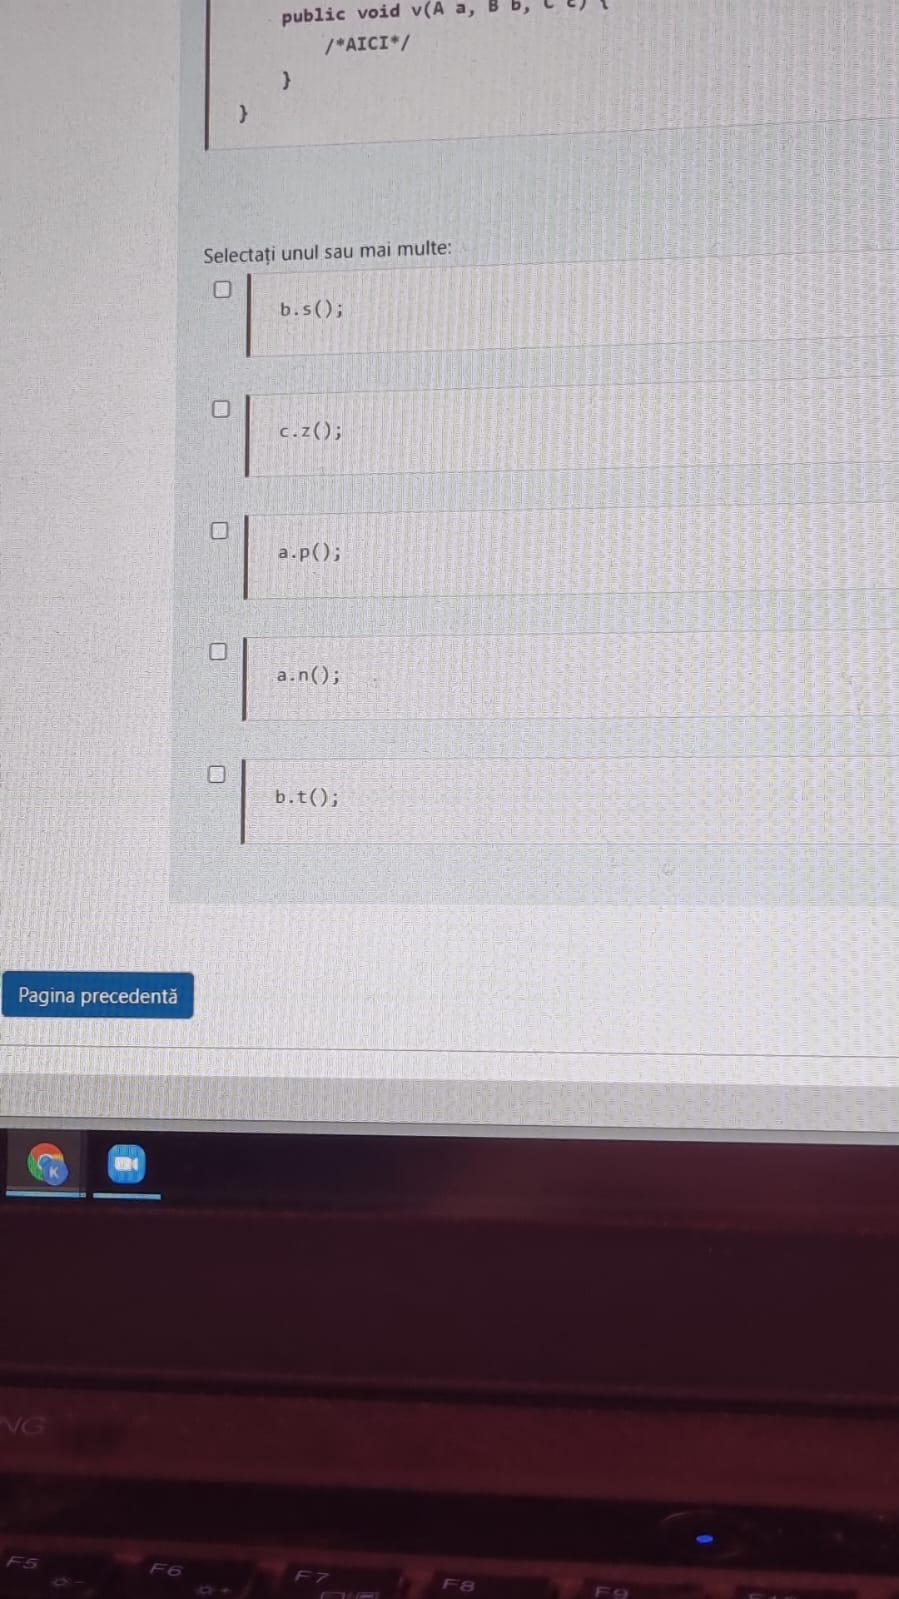 public void v(A a, B b, C c) {
/*AICI*/
}
}
Selectați unul sau mai multe:
b.s();
c.z();
a.p();
a.n();
b.t();
Pagina precedentă
K
NG
F5
F6
F7
F8
F9